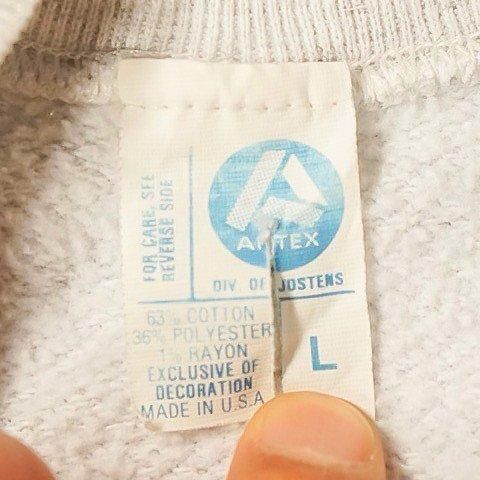 FOR CARE, SEE
REVERSE SIDE
ARTEX
DIV. OF JOSTENS
63% COTTON
36% POLYESTER
1% RAYON
EXCLUSIVE OF
DECORATION
MADE IN U.S.A.
L